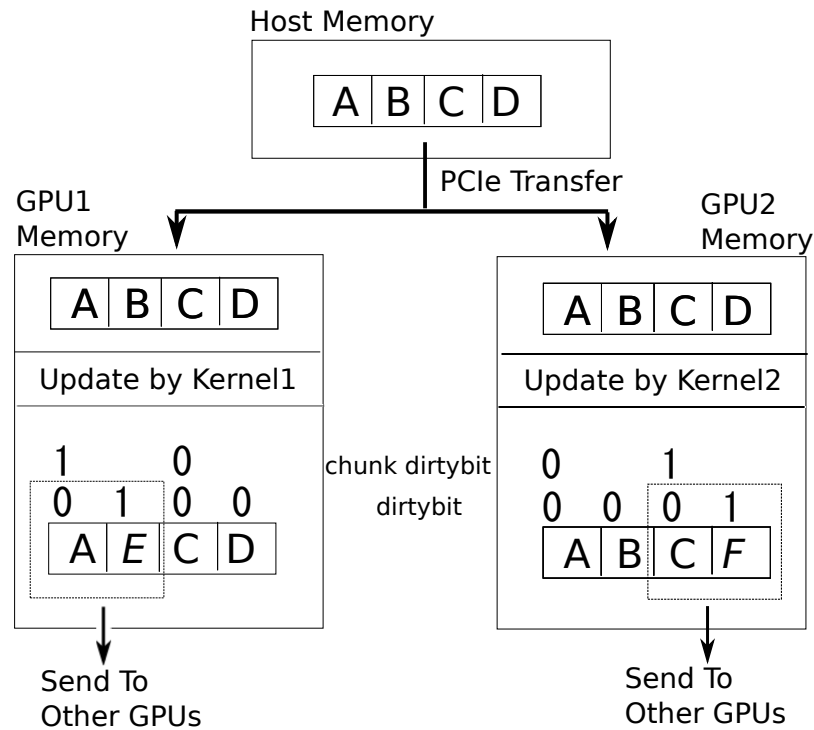 Host Memory
A B C D
PCIe Transfer
GPU1
Memory
GPU2
Memory
A B C D
A B C D
Update by Kernel1
Update by Kernel2
1 0
chunk dirtybit
0 1
0 1 0 0
dirtybit
0 0 0 1
A E C D
A B C F
Send To
Other GPUs
Send To
Other GPUs